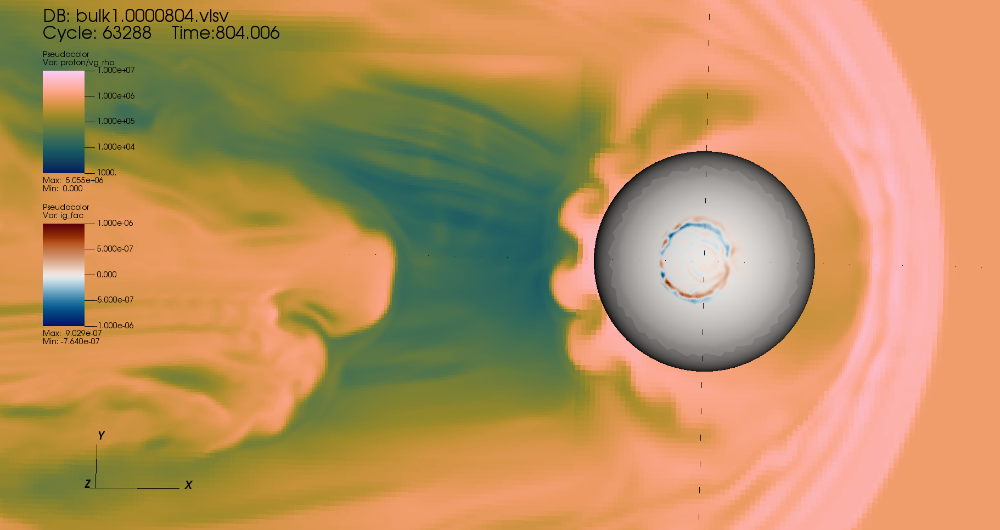 DB: bulk1.0000804.vlsv
Cycle: 63288 Time:804.006
Pseudocolor
Var: proton/vg_rho
1.000e+07
1.000e+06
1.000e+05
1.000e+04
1000.
Max: 5.055e+06
Min: 0.000
Pseudocolor
Var: ig_fac
1.000e-06
5.000e-07
0.000
-5.000e-07
-1.000e-06
Max: 9.029e-07
Min: -7.640e-07
Y
Z
X